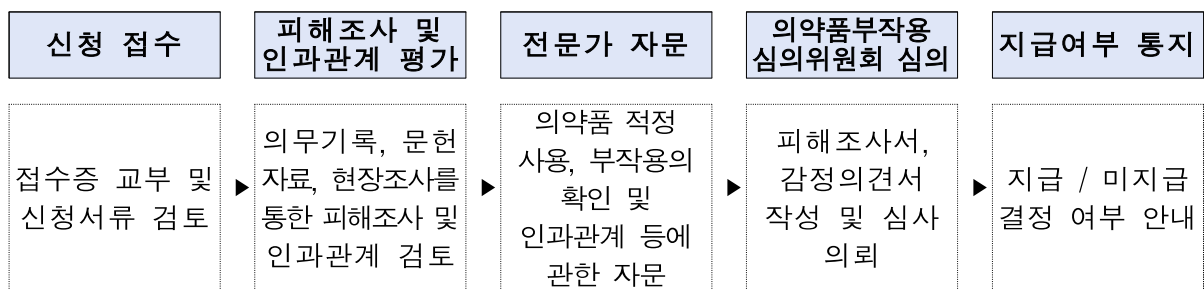 신청 접수
피해조사 및
인과관계 평가
전문가 자문
의약품부작용
심의위원회 심의
지급여부 통지
접수증 교부 및
신청서류 검토
▶
의무기록, 문헌
자료, 현장조사를
통한 피해조사 및
인과관계 검토
▶
의약품 적정
사용, 부작용의
확인 및
인과관계 등에
관한 자문
▶
피해조사서,
감정의견서
작성 및 심사
의뢰
▶
지급 / 미지급
결정 여부 안내